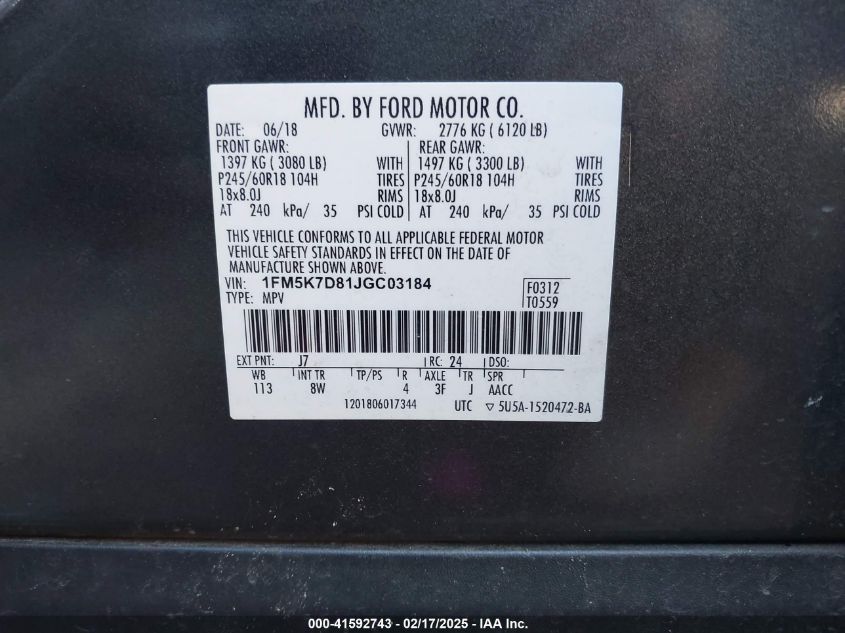 MFD. BY FORD MOTOR CO.
DATE: 06/18 GVWR: 2776 KG ( 6120 LB)
FRONT GAWR: REAR GAWR:
1397 KG ( 3080 LB) WITH 1497 KG ( 3300 LB) WITH
P245/60R18 104H TIRES P245/60R18 104H TIRES
18x8.0J RIMS 18x8.0J RIMS
AT 240 kPa/ 35 PSI COLD AT 240 kPa/ 35 PSI COLD
THIS VEHICLE CONFORMS TO ALL APPLICABLE FEDERAL MOTOR
VEHICLE SAFETY STANDARDS IN EFFECT ON THE DATE OF
MANUFACTURE SHOWN ABOVE.
VIN: 1FM5K7D81JGC03184 F0312
TYPE: MPV T0559
EXT PNT: J7 RC: 24 DSO:
WB INT TR TP/PS R AXLE TR SPR
113 8W 4 3F J AACC
1201806017344 UTC ▽ 5U5A-1520472-BA
000-41592743 - 02/17/2025 - IAA Inc.